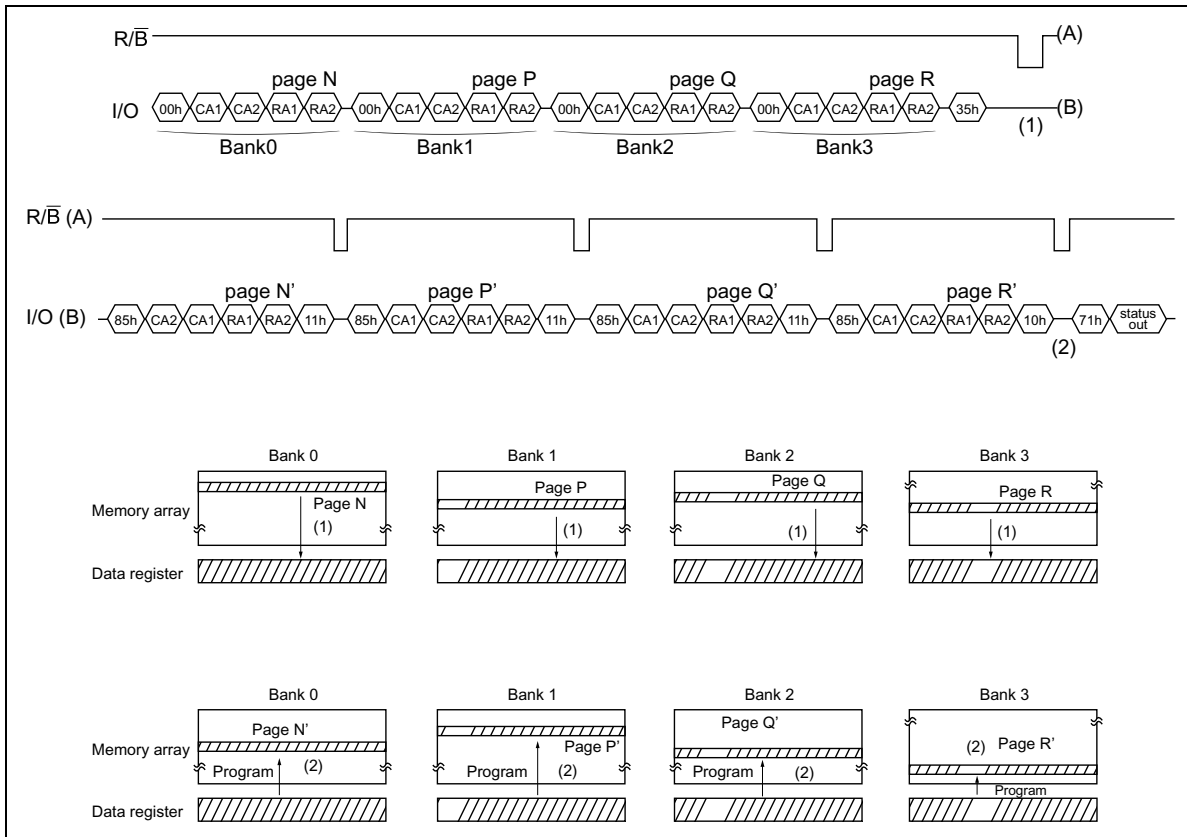 R/B̅ (A)
page N page P page Q page R
I/O 00h CA1 CA2 RA1 RA2 00h CA1 CA2 RA1 RA2 00h CA1 CA2 RA1 RA2 00h CA1 CA2 RA1 RA2 35h (B)
(1)
Bank0 Bank1 Bank2 Bank3
R/B̅ (A)
page N’ page P’ page Q’ page R’
I/O (B) 85h CA2 CA1 RA1 RA2 11h 85h CA1 CA2 RA1 RA2 11h 85h CA1 CA2 RA1 RA2 11h 85h CA1 CA2 RA1 RA2 10h 71h status out
(2)
Bank 0 Bank 1 Bank 2 Bank 3
Page N Page P Page Q Page R
Memory array (1) (1) (1) (1)
Data register
Bank 0 Bank 1 Bank 2 Bank 3
Page N’ Page P’ Page Q’ (2) Page R’
Memory array
Program (2) Program (2) Program (2) Program
Data register